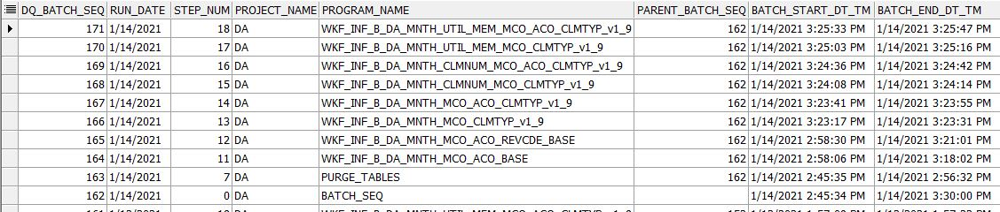 DQ_BATCH_SEQ RUN_DATE STEP_NUM PROJECT_NAME PROGRAM_NAME PARENT_BATCH_SEQ BATCH_START_DT_TM BATCH_END_DT_TM
171 1/14/2021 18 DA WKF_INF_B_DA_MNTH_UTIL_MEM_MCO_ACO_CLMTYP_v1_9 162 1/14/2021 3:25:33 PM 1/14/2021 3:25:47 PM
170 1/14/2021 17 DA WKF_INF_B_DA_MNTH_UTIL_MEM_MCO_CLMTYP_v1_9 162 1/14/2021 3:25:03 PM 1/14/2021 3:25:16 PM
169 1/14/2021 16 DA WKF_INF_B_DA_MNTH_CLMNUM_MCO_ACO_CLMTYP_v1_9 162 1/14/2021 3:24:36 PM 1/14/2021 3:24:42 PM
168 1/14/2021 15 DA WKF_INF_B_DA_MNTH_CLMNUM_MCO_CLMTYP_v1_9 162 1/14/2021 3:24:08 PM 1/14/2021 3:24:14 PM
167 1/14/2021 14 DA WKF_INF_B_DA_MNTH_MCO_ACO_CLMTYP_v1_9 162 1/14/2021 3:23:41 PM 1/14/2021 3:23:55 PM
166 1/14/2021 13 DA WKF_INF_B_DA_MNTH_MCO_CLMTYP_v1_9 162 1/14/2021 3:23:17 PM 1/14/2021 3:23:31 PM
165 1/14/2021 12 DA WKF_INF_B_DA_MNTH_MCO_ACO_REVCDE_BASE 162 1/14/2021 2:58:30 PM 1/14/2021 3:21:01 PM
164 1/14/2021 11 DA WKF_INF_B_DA_MNTH_MCO_ACO_BASE 162 1/14/2021 2:58:06 PM 1/14/2021 3:18:02 PM
163 1/14/2021 7 DA PURGE_TABLES 162 1/14/2021 2:45:35 PM 1/14/2021 2:56:32 PM
162 1/14/2021 0 DA BATCH_SEQ 1/14/2021 2:45:34 PM 1/14/2021 3:30:00 PM